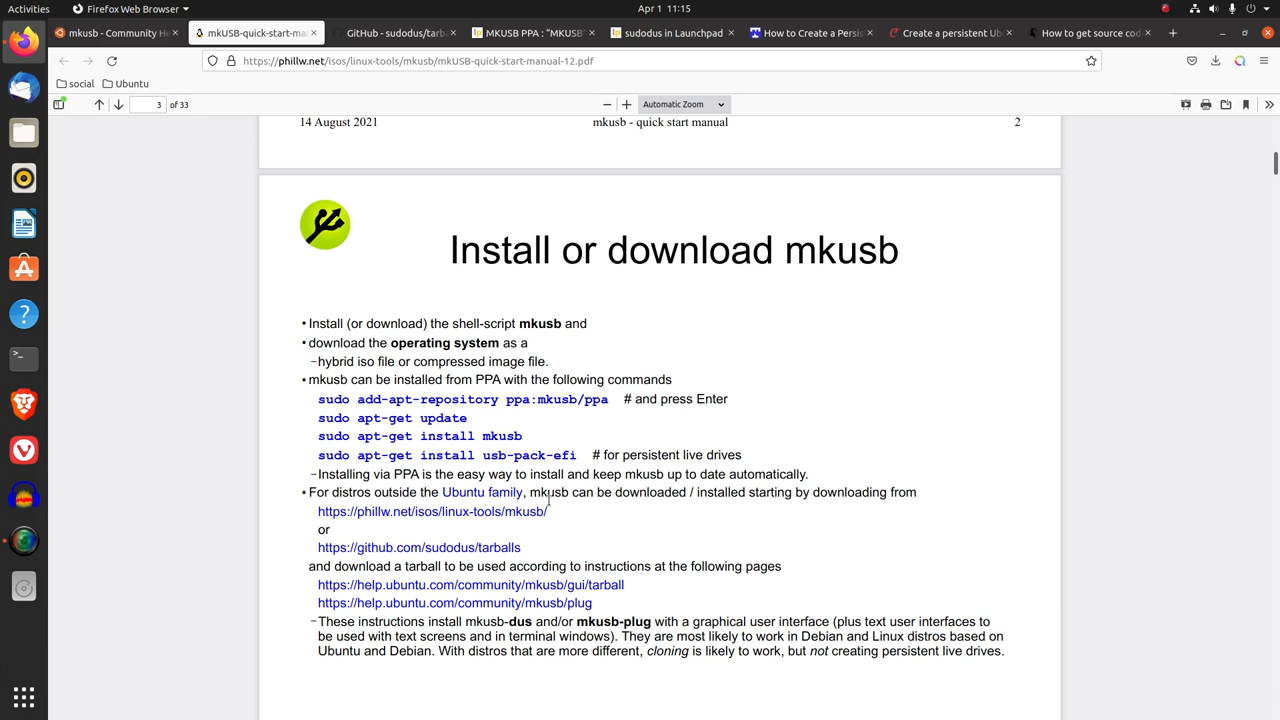 Activities
Firefox Web Browser
Apr 1 11:15
mkusb - Community He
mkUSB-quick-start-ma
GitHub - sudodus/tarb
MKUSB PPA : "MKUSB"
sudodus in Launchpad
How to Create a Persis
Create a persistent Ub
How to get source cod
https://phillw.net/isos/linux-tools/mkusb/mkUSB-quick-start-manual-12.pdf
social
Ubuntu
3 of 33
Automatic Zoom
14 August 2021 mkusb - quick start manual 2
Install or download mkusb
• Install (or download) the shell-script mkusb and
• download the operating system as a
–hybrid iso file or compressed image file.
• mkusb can be installed from PPA with the following commands
sudo add-apt-repository ppa:mkusb/ppa # and press Enter
sudo apt-get update
sudo apt-get install mkusb
sudo apt-get install usb-pack-efi # for persistent live drives
–Installing via PPA is the easy way to install and keep mkusb up to date automatically.
• For distros outside the Ubuntu family, mkusb can be downloaded / installed starting by downloading from
https://phillw.net/isos/linux-tools/mkusb/
or
https://github.com/sudodus/tarballs
and download a tarball to be used according to instructions at the following pages
https://help.ubuntu.com/community/mkusb/gui/tarball
https://help.ubuntu.com/community/mkusb/plug
–These instructions install mkusb-dus and/or mkusb-plug with a graphical user interface (plus text user interfaces to
be used with text screens and in terminal windows). They are most likely to work in Debian and Linux distros based on
Ubuntu and Debian. With distros that are more different, cloning is likely to work, but not creating persistent live drives.